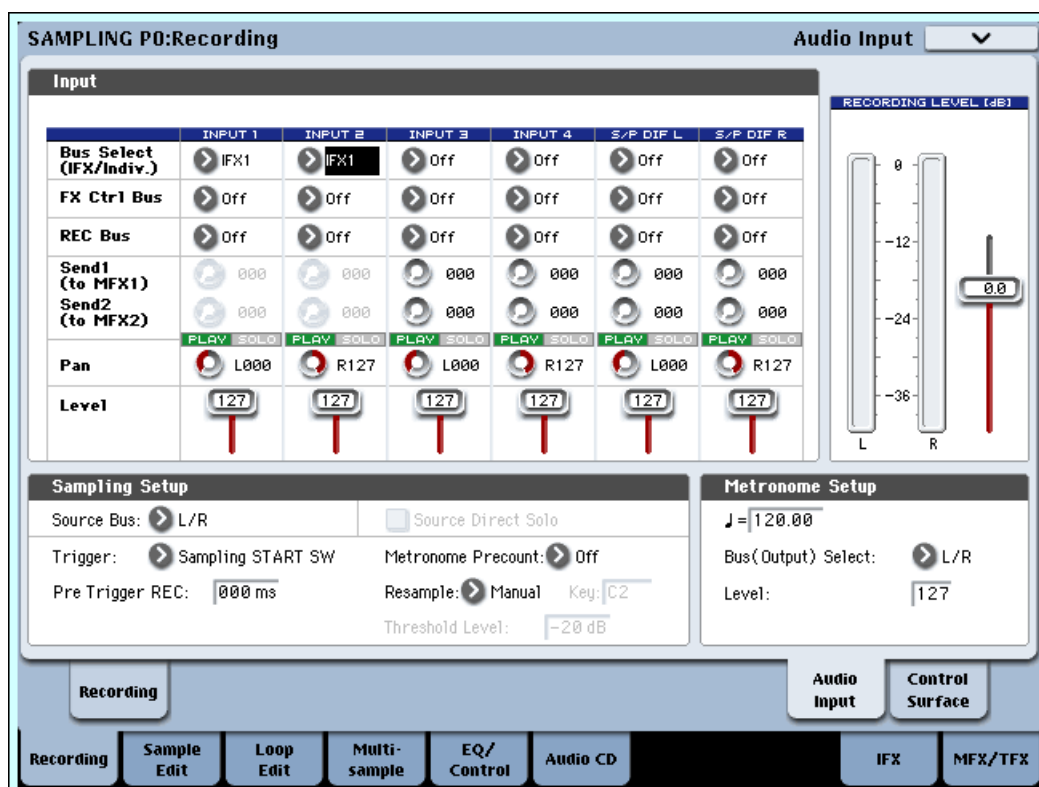 SAMPLING P0:Recording
Audio Input
Input
RECORDING LEVEL [dB]
INPUT 1 INPUT 2 INPUT 3 INPUT 4 S/P DIF L S/P DIF R
Bus Select
(IFX/Indiv.)
IFX1 IFX1 Off Off Off Off
FX Ctrl Bus Off Off Off Off Off Off
REC Bus Off Off Off Off Off Off
Send1
(to MFX1)
000 000 000 000 000 000
Send2
(to MFX2)
000 000 000 000 000 000
PLAY SOLO PLAY SOLO PLAY SOLO PLAY SOLO PLAY SOLO PLAY SOLO
Pan L000 R127 L000 R127 L000 R127
Level 127 127 127 127 127 127
0
-12
-24
-36
L R
0.0
Sampling Setup
Source Bus: L/R
Source Direct Solo
Trigger: Sampling START SW
Metronome Precount: Off
Pre Trigger REC: 000 ms
Resample: Manual Key: C2
Threshold Level: -20 dB
Metronome Setup
♩=120.00
Bus(Output) Select: L/R
Level: 127
Recording
Audio
Input
Control
Surface
Recording
Sample
Edit
Loop
Edit
Multi-
sample
EQ/
Control
Audio CD
IFX
MFX/TFX